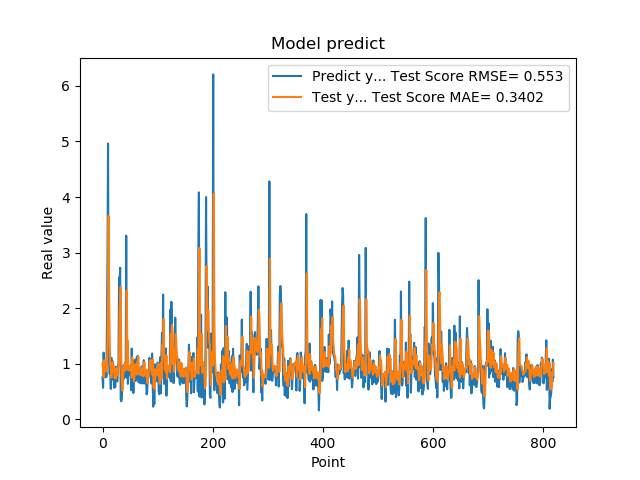 Model predict
Predict y... Test Score RMSE= 0.553
Test y... Test Score MAE= 0.3402
6
5
4
3
2
1
0
Real value
0 200 400 600 800
Point